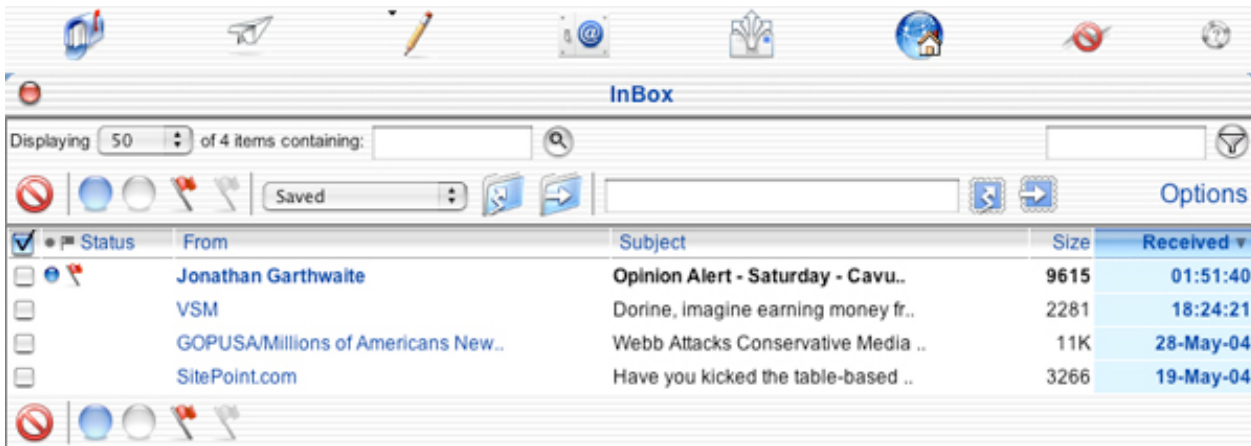 InBox
Displaying 50 of 4 items containing:
Saved Options
Status From Subject Size Received
Jonathan Garthwaite Opinion Alert - Saturday - Cavu.. 9615 01:51:40
VSM Dorine, imagine earning money fr.. 2281 18:24:21
GOPUSA/Millions of Americans New.. Webb Attacks Conservative Media .. 11K 28-May-04
SitePoint.com Have you kicked the table-based .. 3266 19-May-04